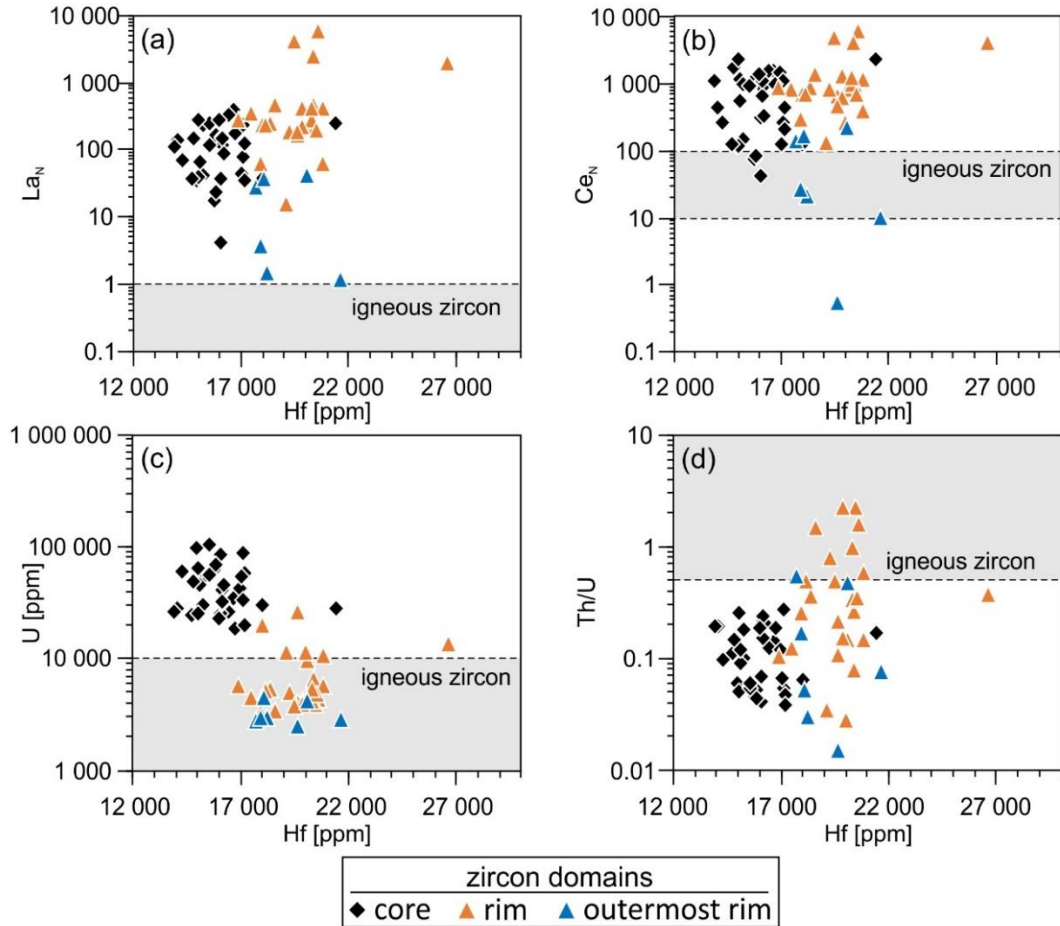 (a)
10 000
1 000
100
10
1
0.1
La_N
igneous zircon
12 000 17 000 22 000 27 000
Hf [ppm]
(b)
10 000
1 000
100
10
1
0.1
Ce_N
igneous zircon
12 000 17 000 22 000 27 000
Hf [ppm]
(c)
1 000 000
100 000
10 000
1 000
U [ppm]
igneous zircon
12 000 17 000 22 000 27 000
Hf [ppm]
(d)
10
1
0.1
0.01
Th/U
igneous zircon
12 000 17 000 22 000 27 000
Hf [ppm]
zircon domains
core rim outermost rim